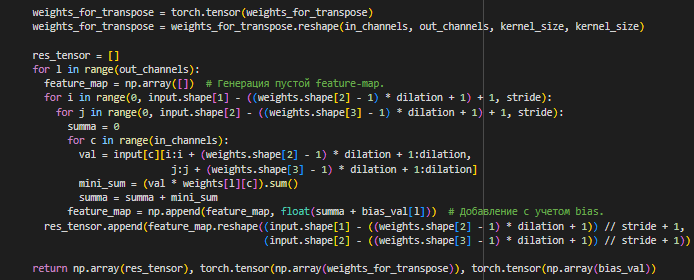 weights_for_transpose = torch.tensor(weights_for_transpose)
weights_for_transpose = weights_for_transpose.reshape(in_channels, out_channels, kernel_size, kernel_size)

res_tensor = []
for l in range(out_channels):
  feature_map = np.array([])  # Генерация пустой feature-map.
  for i in range(0, input.shape[1] - ((weights.shape[2] - 1) * dilation + 1) + 1, stride):
    for j in range(0, input.shape[2] - ((weights.shape[3] - 1) * dilation + 1) + 1, stride):
      summa = 0
      for c in range(in_channels):
        val = input[c][i:i + (weights.shape[2] - 1) * dilation + 1:dilation,
                       j:j + (weights.shape[3] - 1) * dilation + 1:dilation]
        mini_sum = (val * weights[l][c]).sum()
        summa = summa + mini_sum
      feature_map = np.append(feature_map, float(summa + bias_val[l]))  # Добавление с учетом bias.
  res_tensor.append(feature_map.reshape((input.shape[1] - ((weights.shape[2] - 1) * dilation + 1)) // stride + 1,
                                        (input.shape[2] - ((weights.shape[3] - 1) * dilation + 1)) // stride + 1))

return np.array(res_tensor), torch.tensor(np.array(weights_for_transpose)), torch.tensor(np.array(bias_val))